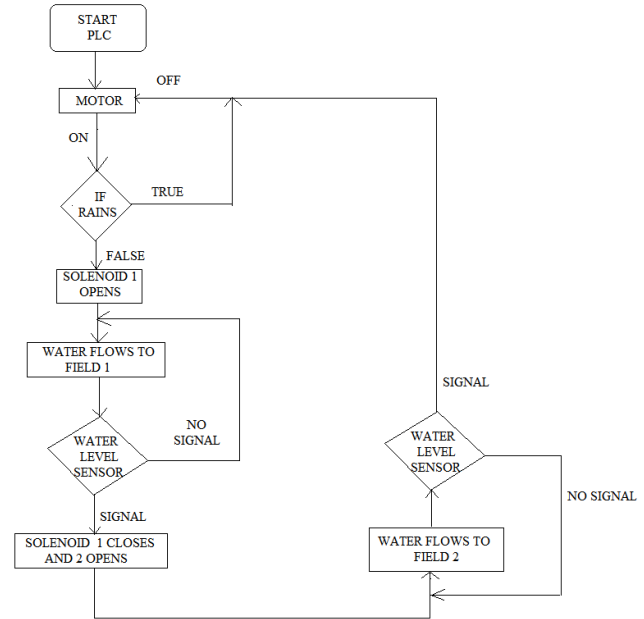 START
PLC
OFF
MOTOR
ON
IF
RAINS
TRUE
FALSE
SOLENOID 1
OPENS
WATER FLOWS TO
FIELD 1
NO
SIGNAL
WATER
LEVEL
SENSOR
SIGNAL
SOLENOID 1 CLOSES
AND 2 OPENS
SIGNAL
WATER
LEVEL
SENSOR
NO SIGNAL
WATER FLOWS TO
FIELD 2